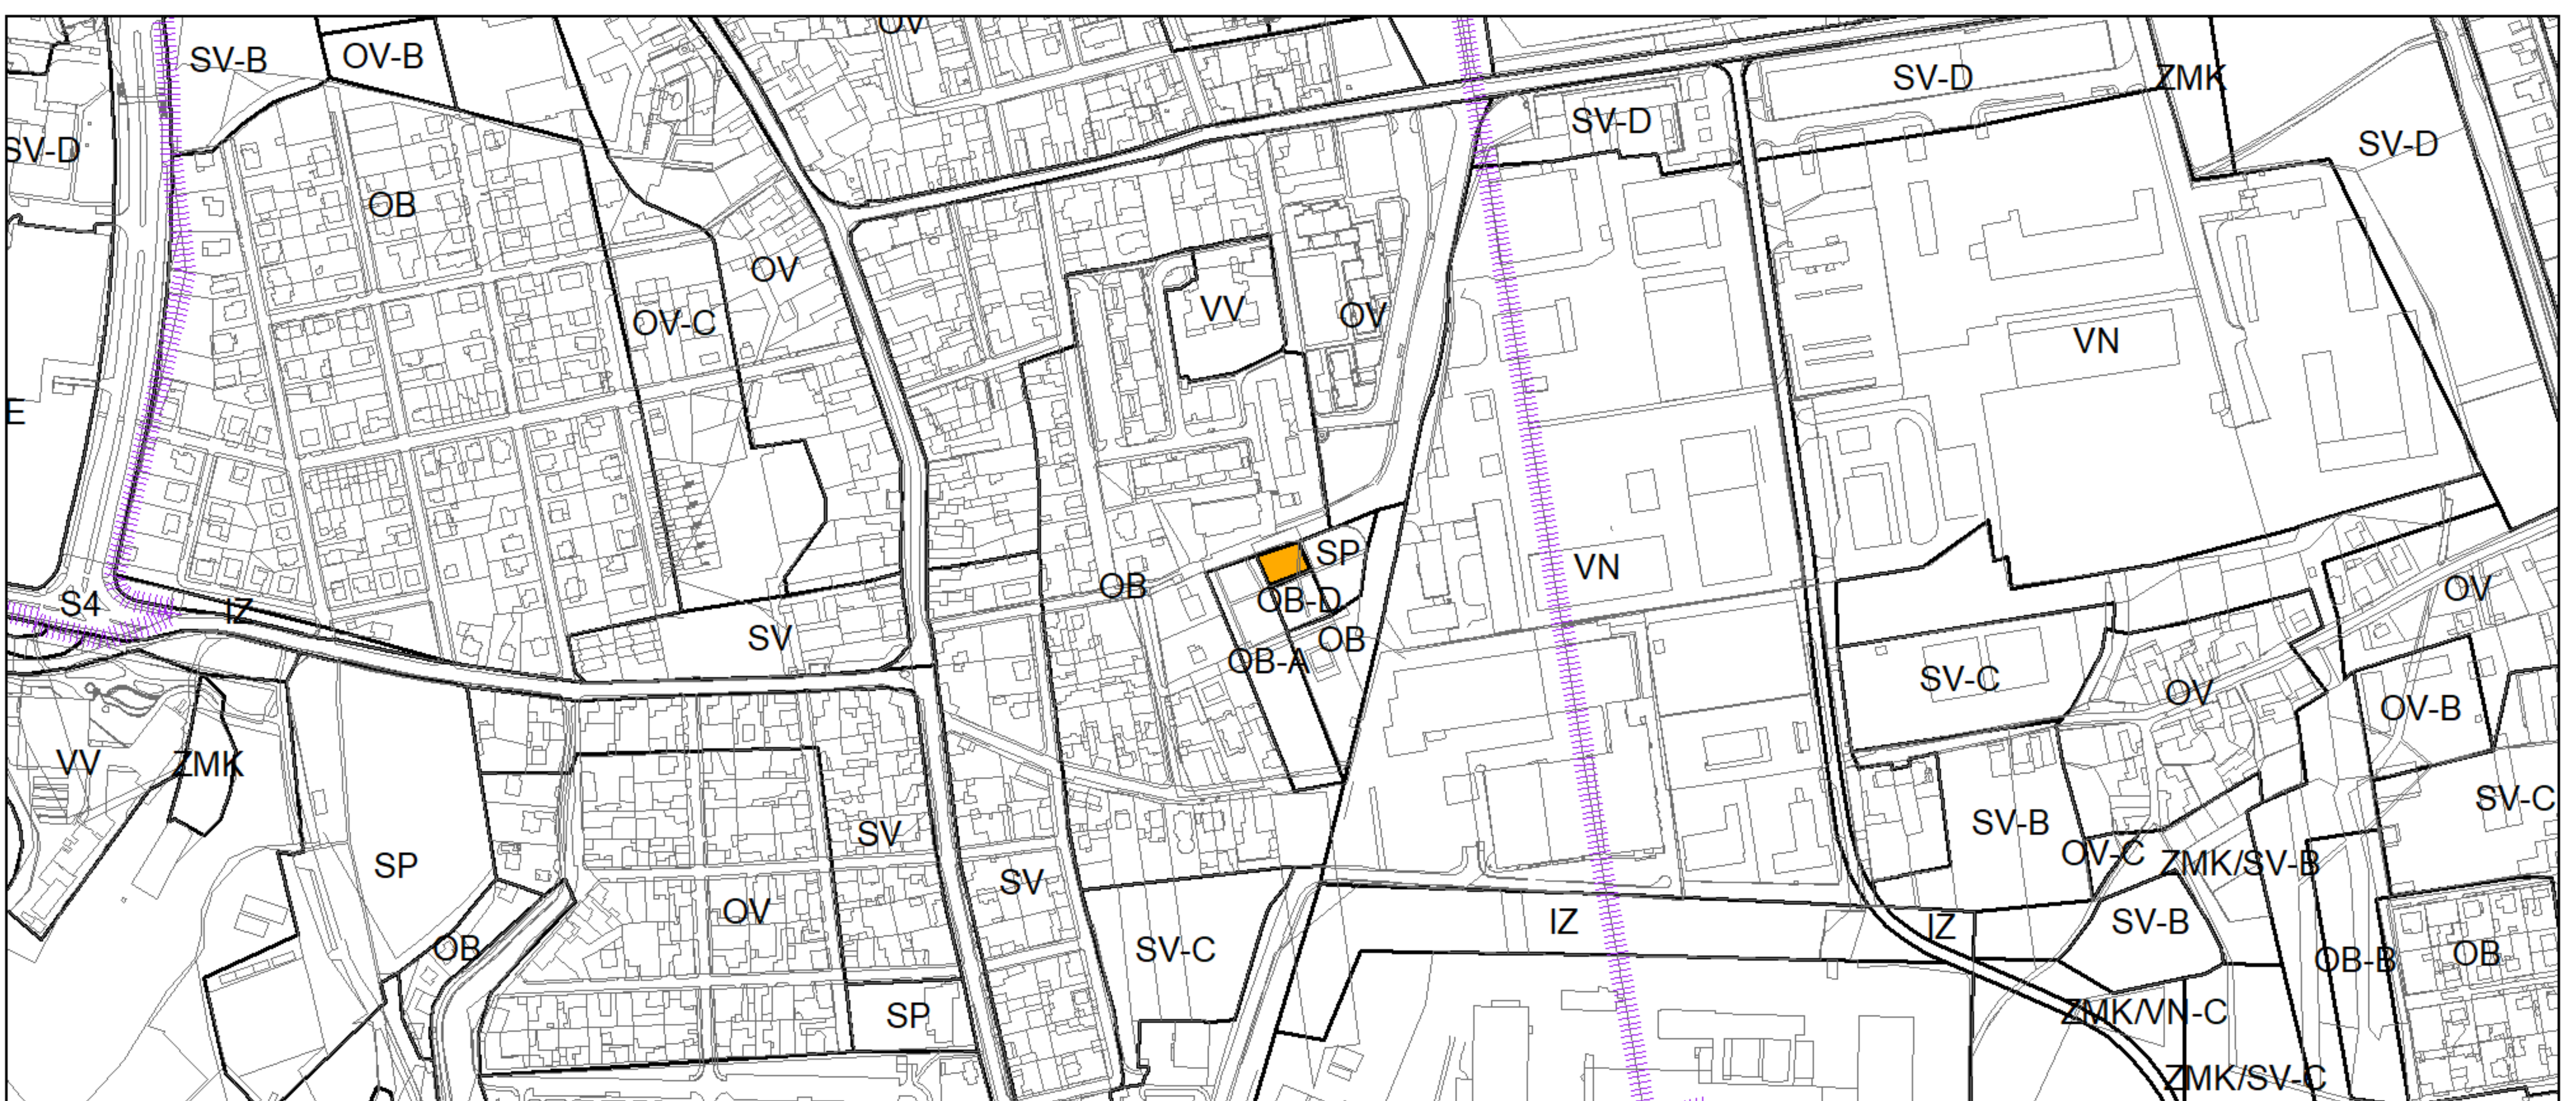 OV
SV-B
OV-B
SV-D
ZMK
SV-D
SV-D
SV-D
OB
OV
VV
OV
OV-C
VN
E
SP
VN
OB
OB-D
OV
S4
IZ
SV
OB
OB-A
SV-C
OV
OV-B
VV
ZMK
SV-C
SV
SV-B
OV-C
ZMK/SV-B
SP
SV
OV
IZ
IZ
SV-B
OB
SV-C
OB-B
OB
SP
ZMK/VN-C
ZMK/SV-C